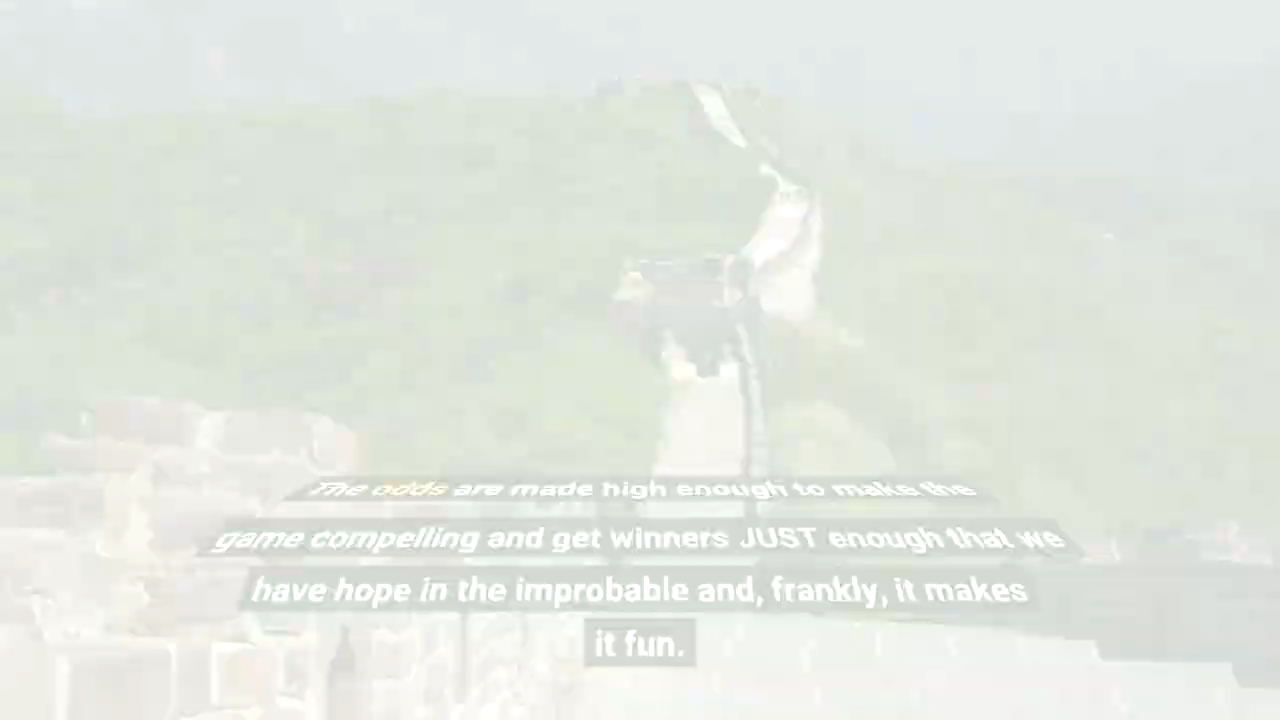 The odds are made high enough to make the
game compelling and get winners JUST enough that we
have hope in the improbable and, frankly, it makes
it fun.